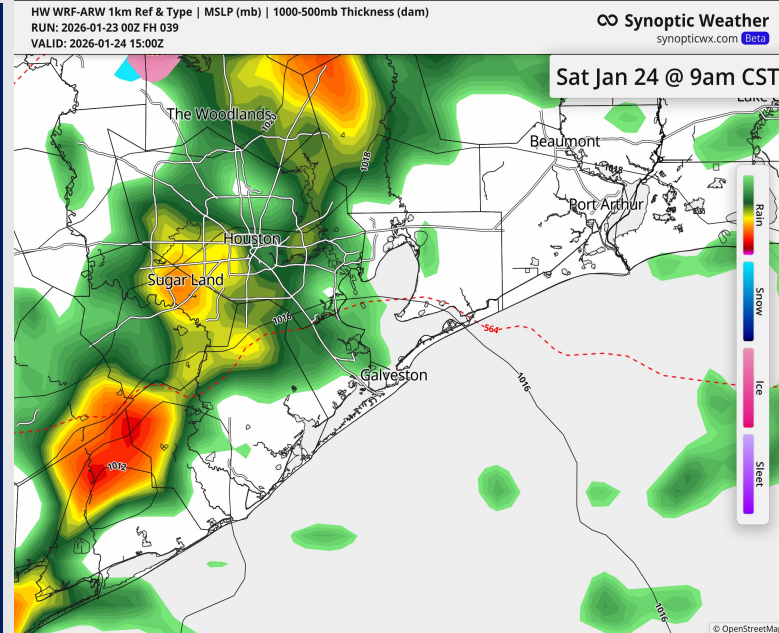 HW WRF-ARW 1km Ref & Type | MSLP (mb) | 1000-500mb Thickness (dam)
RUN: 2026-01-23 00Z FH 039
VALID: 2026-01-24 15:00Z
Synoptic Weather
synopticwx.com Beta
Sat Jan 24 @ 9am CST
The Woodlands
Beaumont
1018
Port Arthur
Houston
Sugar Land
1016
564
Galveston
1016
1012
1016
Rain
Snow
Ice
Sleet
© OpenStreetMa